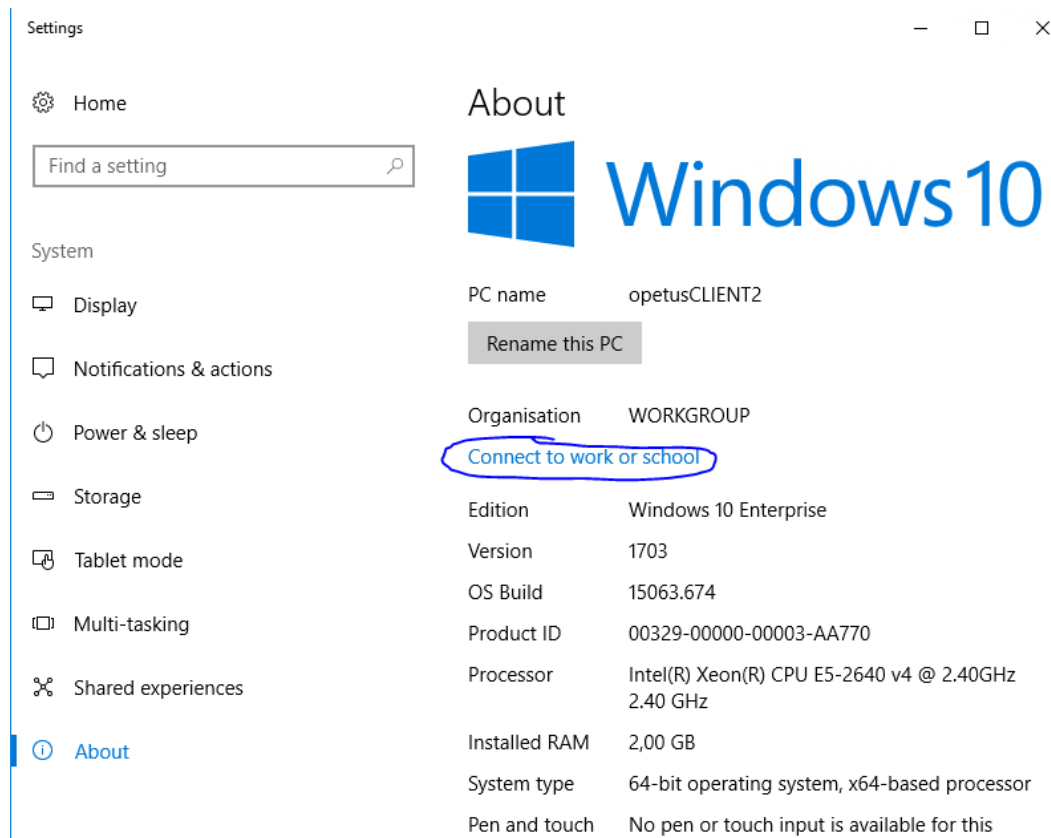 Settings
Home
Find a setting
System
Display
Notifications & actions
Power & sleep
Storage
Tablet mode
Multi-tasking
Shared experiences
About
About
Windows 10
PC name opetusCLIENT2
Rename this PC
Organisation WORKGROUP
Connect to work or school
Edition Windows 10 Enterprise
Version 1703
OS Build 15063.674
Product ID 00329-00000-00003-AA770
Processor Intel(R) Xeon(R) CPU E5-2640 v4 @ 2.40GHz
2.40 GHz
Installed RAM 2,00 GB
System type 64-bit operating system, x64-based processor
Pen and touch No pen or touch input is available for this